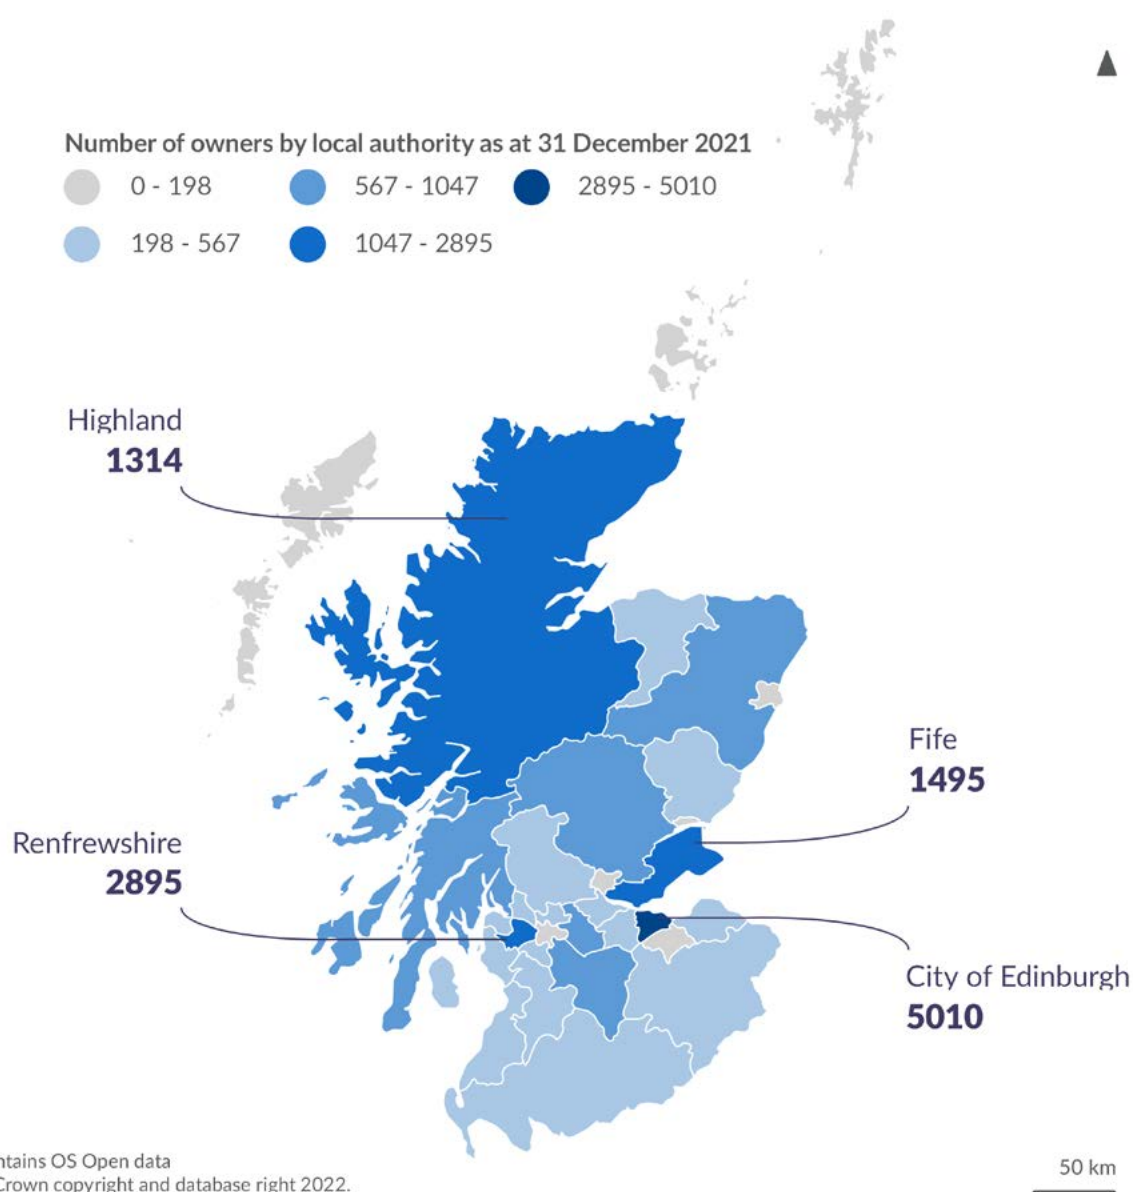 Number of owners by local authority as at 31 December 2021
0 - 198
567 - 1047
2895 - 5010
198 - 567
1047 - 2895
Highland
1314
Fife
1495
Renfrewshire
2895
City of Edinburgh
5010
ntains OS Open data
Crown copyright and database right 2022.
50 km